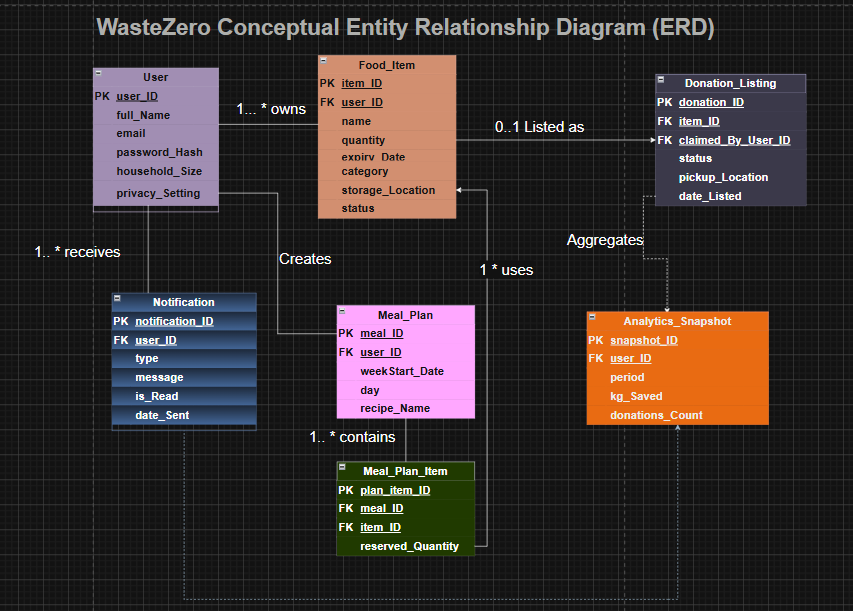 WasteZero Conceptual Entity Relationship Diagram (ERD)
User
PK user_ID
full_Name
email
password_Hash
household_Size
privacy_Setting
1... * owns
Food_Item
PK item_ID
FK user_ID
name
quantity
expiry_Date
category
storage_Location
status
0..1 Listed as
Donation_Listing
PK donation_ID
FK item_ID
FK claimed_By_User_ID
status
pickup_Location
date_Listed
1.. * receives
Creates
Aggregates
1 * uses
Notification
PK notification_ID
FK user_ID
type
message
is_Read
date_Sent
Meal_Plan
PK meal_ID
FK user_ID
weekStart_Date
day
recipe_Name
Analytics_Snapshot
PK snapshot_ID
FK user_ID
period
kg_Saved
donations_Count
1.. * contains
Meal_Plan_Item
PK plan_item_ID
FK meal_ID
FK item_ID
reserved_Quantity